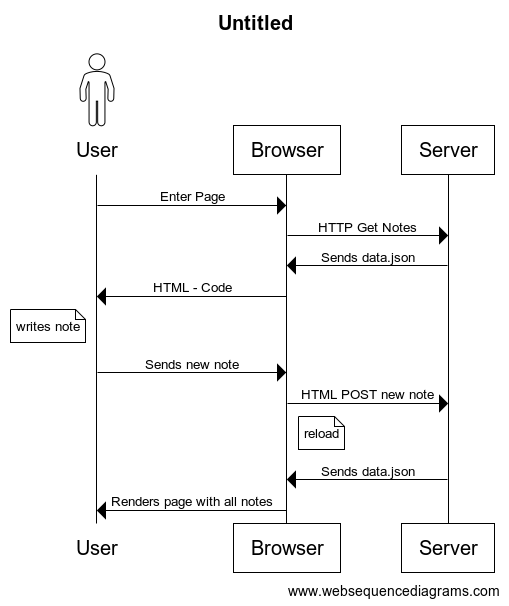 Untitled
User
Browser
Server
Enter Page
HTTP Get Notes
Sends data.json
HTML - Code
writes note
Sends new note
HTML POST new note
reload
Sends data.json
Renders page with all notes
User
Browser
Server
www.websequencediagrams.com